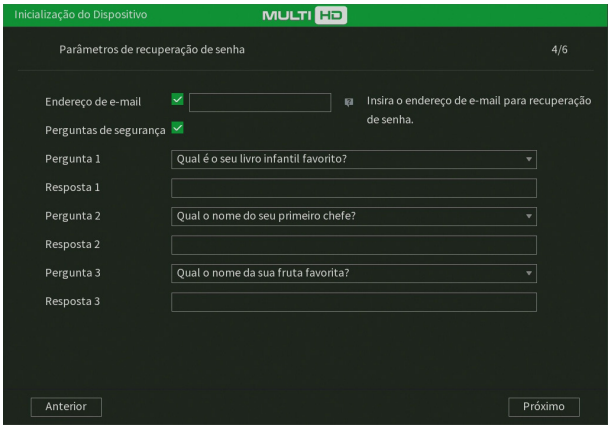 Inicialização do Dispositivo
MULTI HD
Parâmetros de recuperação de senha 4/6
Endereço de e-mail
Insira o endereço de e-mail para recuperação
de senha.
Perguntas de segurança
Pergunta 1 Qual é o seu livro infantil favorito?
Resposta 1
Pergunta 2 Qual o nome do seu primeiro chefe?
Resposta 2
Pergunta 3 Qual o nome da sua fruta favorita?
Resposta 3
Anterior Próximo